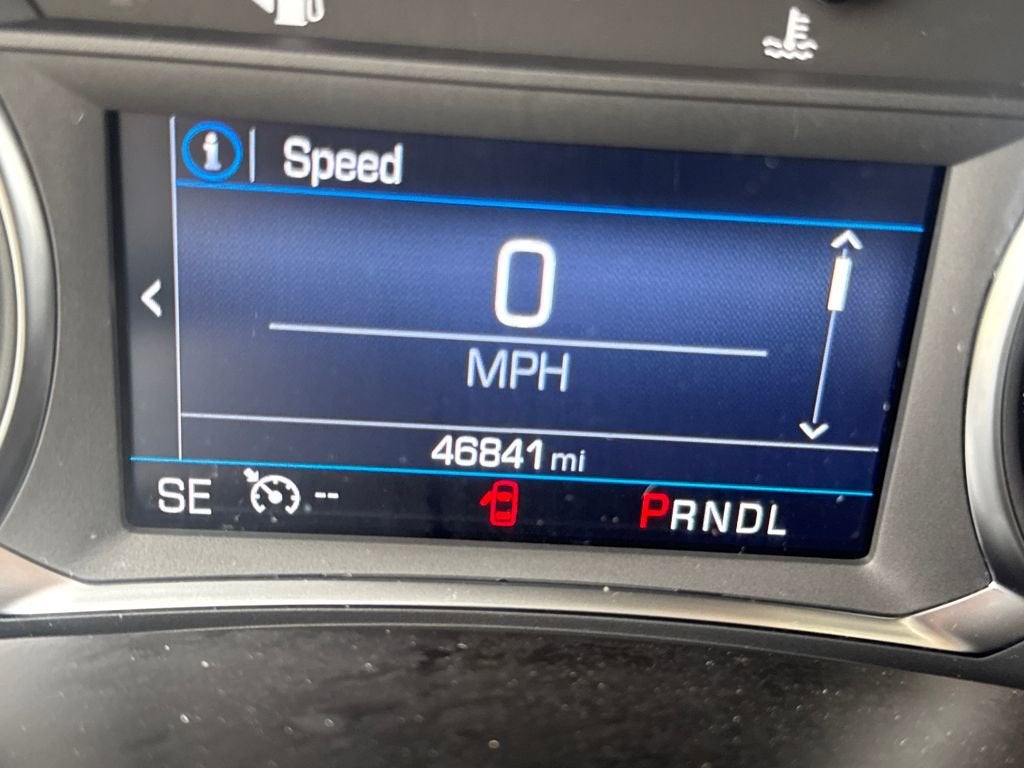 Speed
0
MPH
46841 mi
SE -- PRNDL